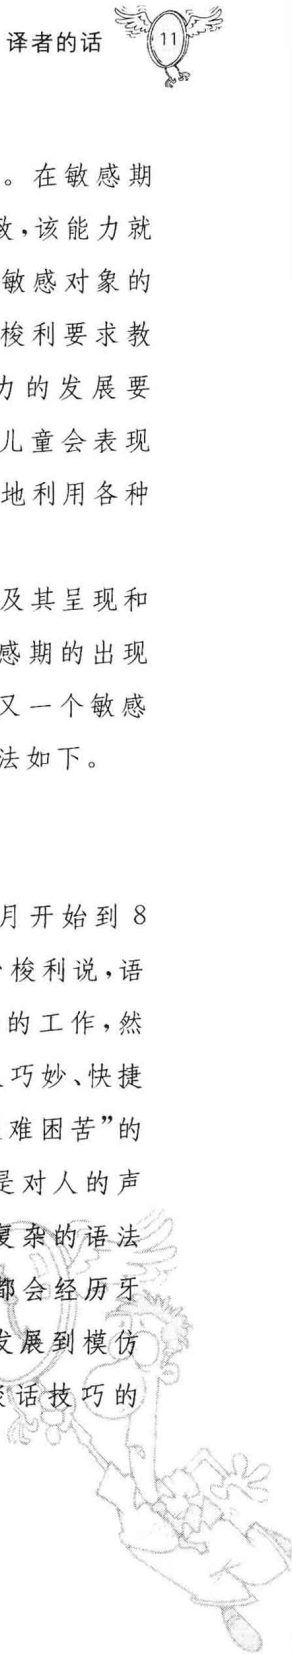 译者的话 11
。在敏感期
致,该能力就
敏感对象的
梭利要求教
力的发展要
儿童会表现
地利用各种
及其呈现和
感期的出现
又一个敏感
法如下。
月开始到 8
梭利说,语
的工作,然
巧妙、快捷
难困苦”的
是对人的声
复杂的语法
都会经历牙
发展到模仿
话技巧的